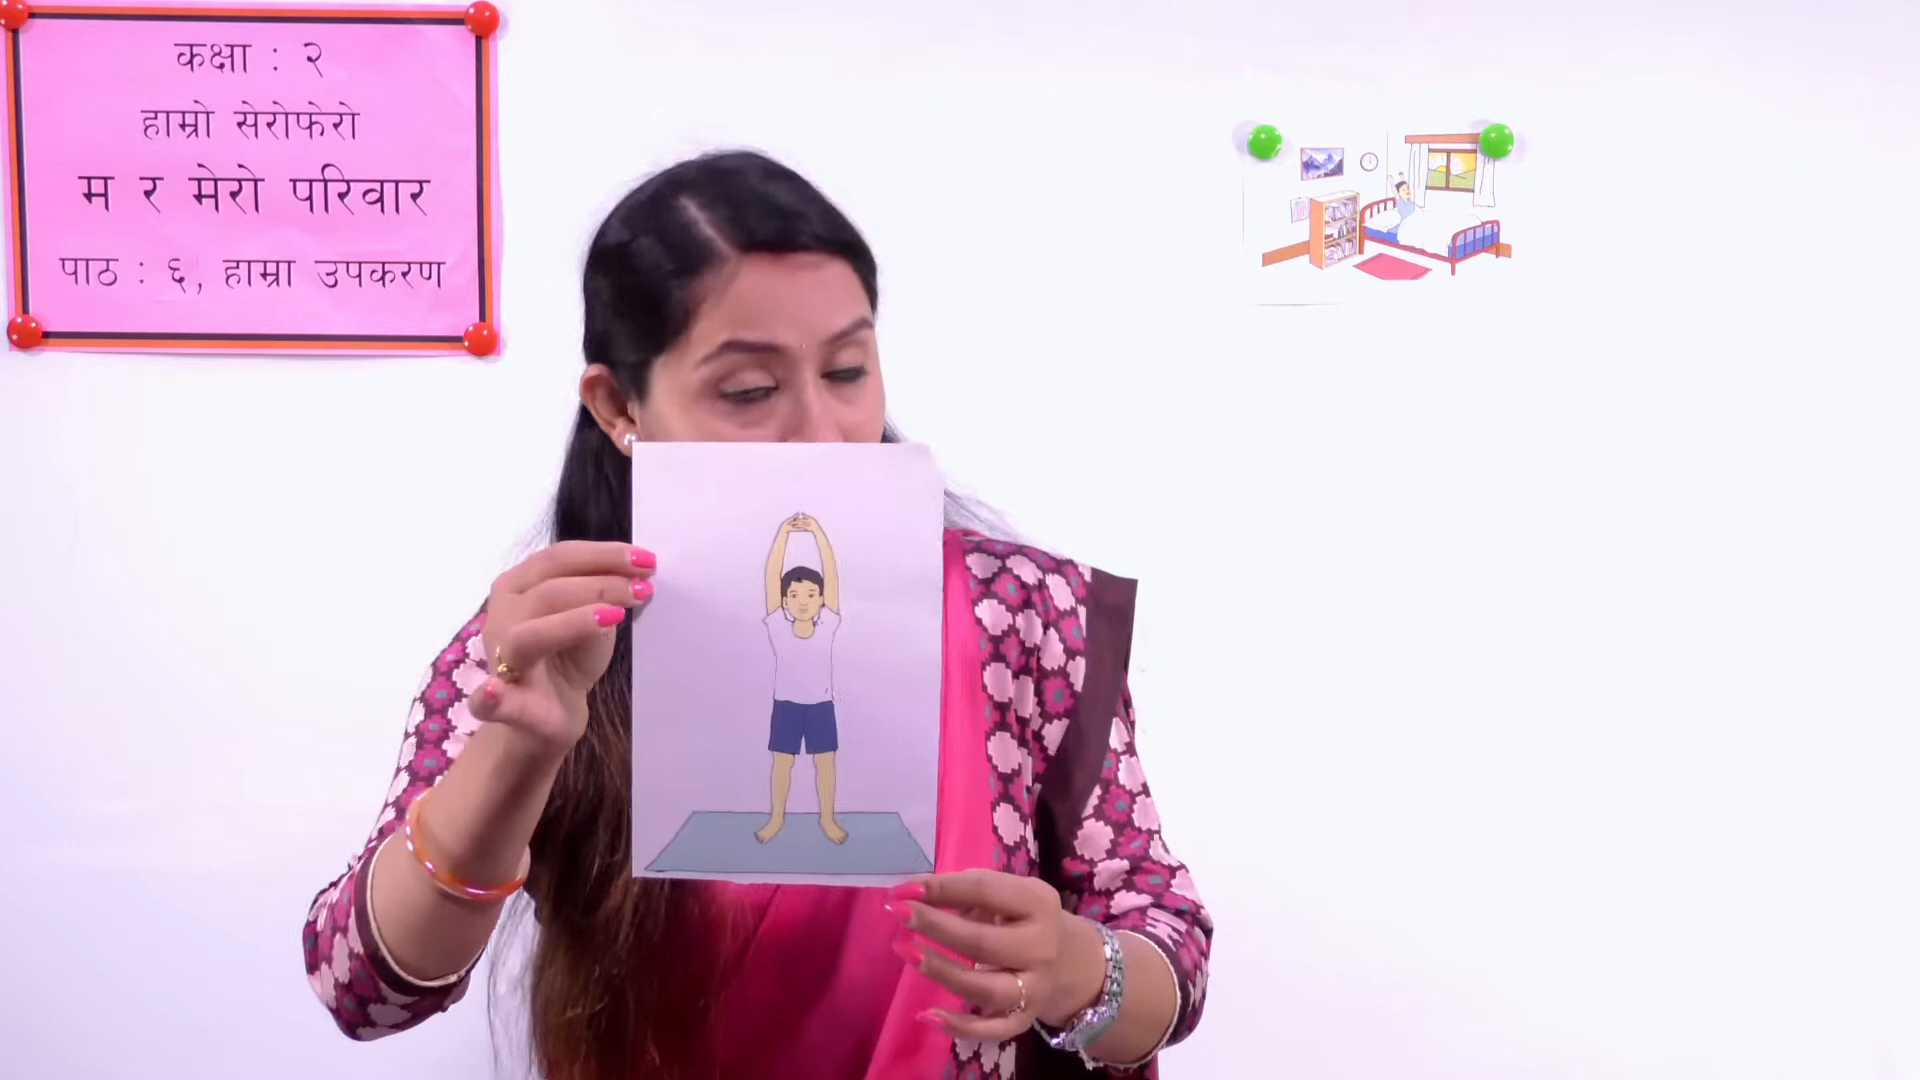 कक्षा : २
हाम्रो सेरोफेरो
म र मेरो परिवार
पाठ : ६, हाम्रा उपकरण